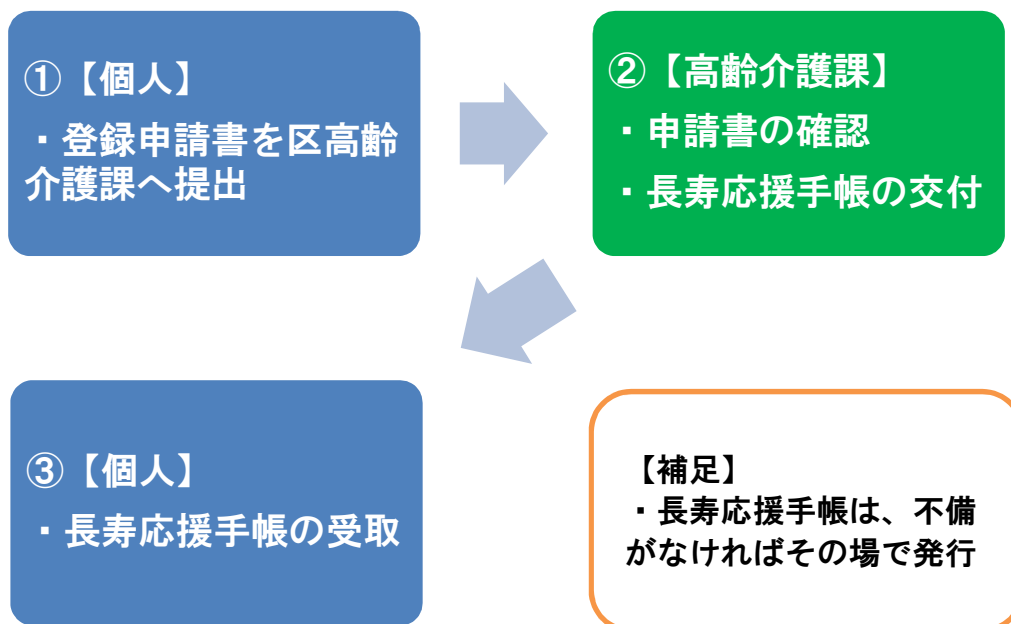 ①【個人】
・登録申請書を区高齢
介護課へ提出
②【高齢介護課】
・申請書の確認
・長寿応援手帳の交付
③【個人】
・長寿応援手帳の受取
【補足】
・長寿応援手帳は、不備
がなければその場で発行